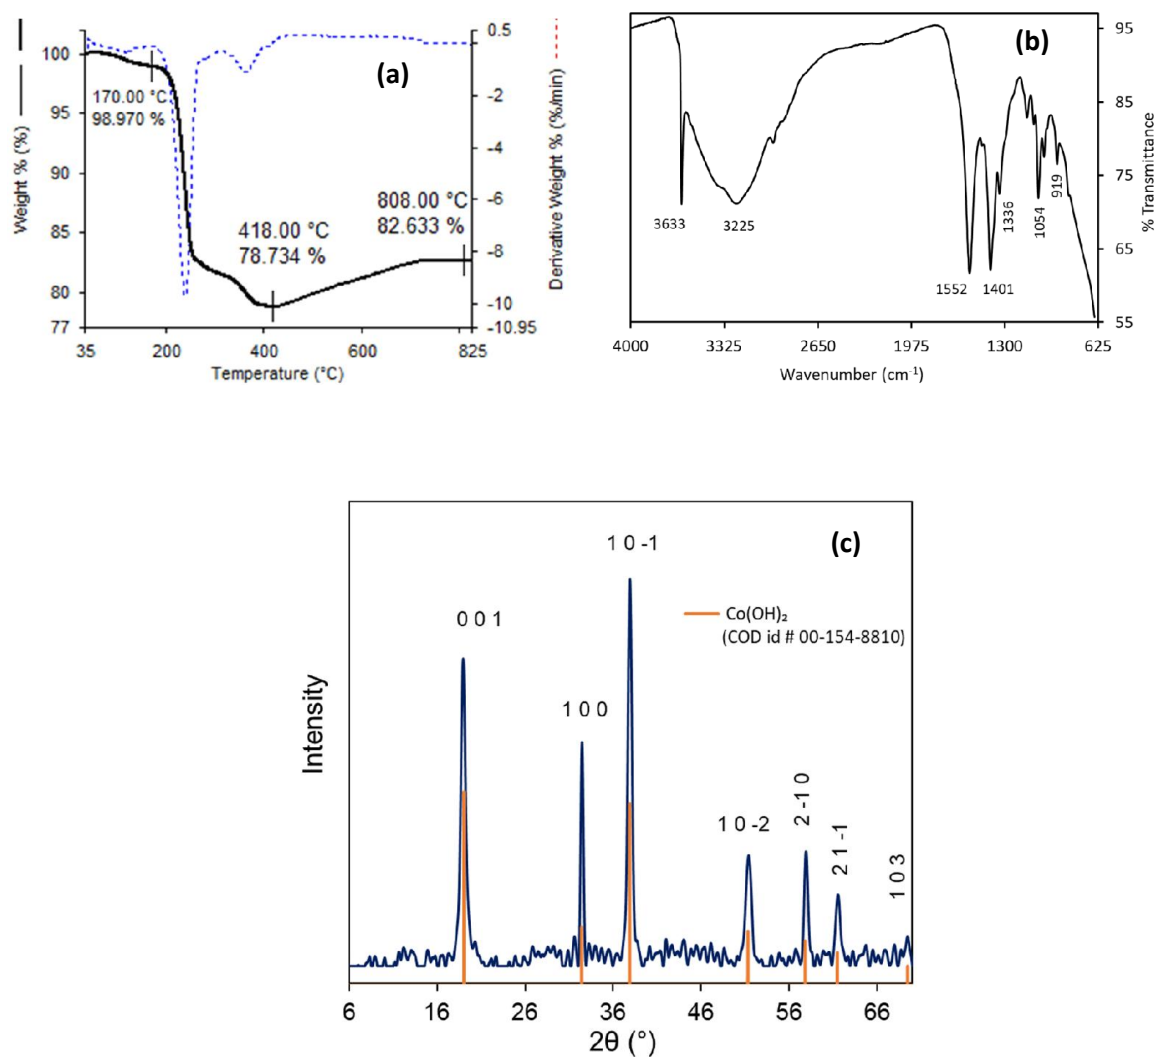 (a)
Weight % (%)
100
95
90
85
80
77
170.00 °C
98.970 %
418.00 °C
78.734 %
808.00 °C
82.633 %
0.5
-2
-4
-6
-8
-10
-10.95
Derivative Weight % (%/min)
35 200 400 600 825
Temperature (°C)
(b)
95
85
75
65
55
% Transmittance
3633
3225
1552
1401
1336
1054
919
4000 3325 2650 1975 1300 625
Wavenumber (cm⁻¹)
(c)
1 0 -1
0 0 1
Co(OH)₂
(COD id # 00-154-8810)
1 0 0
1 0 -2
2 -1 0
2 1 -1
1 0 3
Intensity
6 16 26 36 46 56 66
2θ (°)